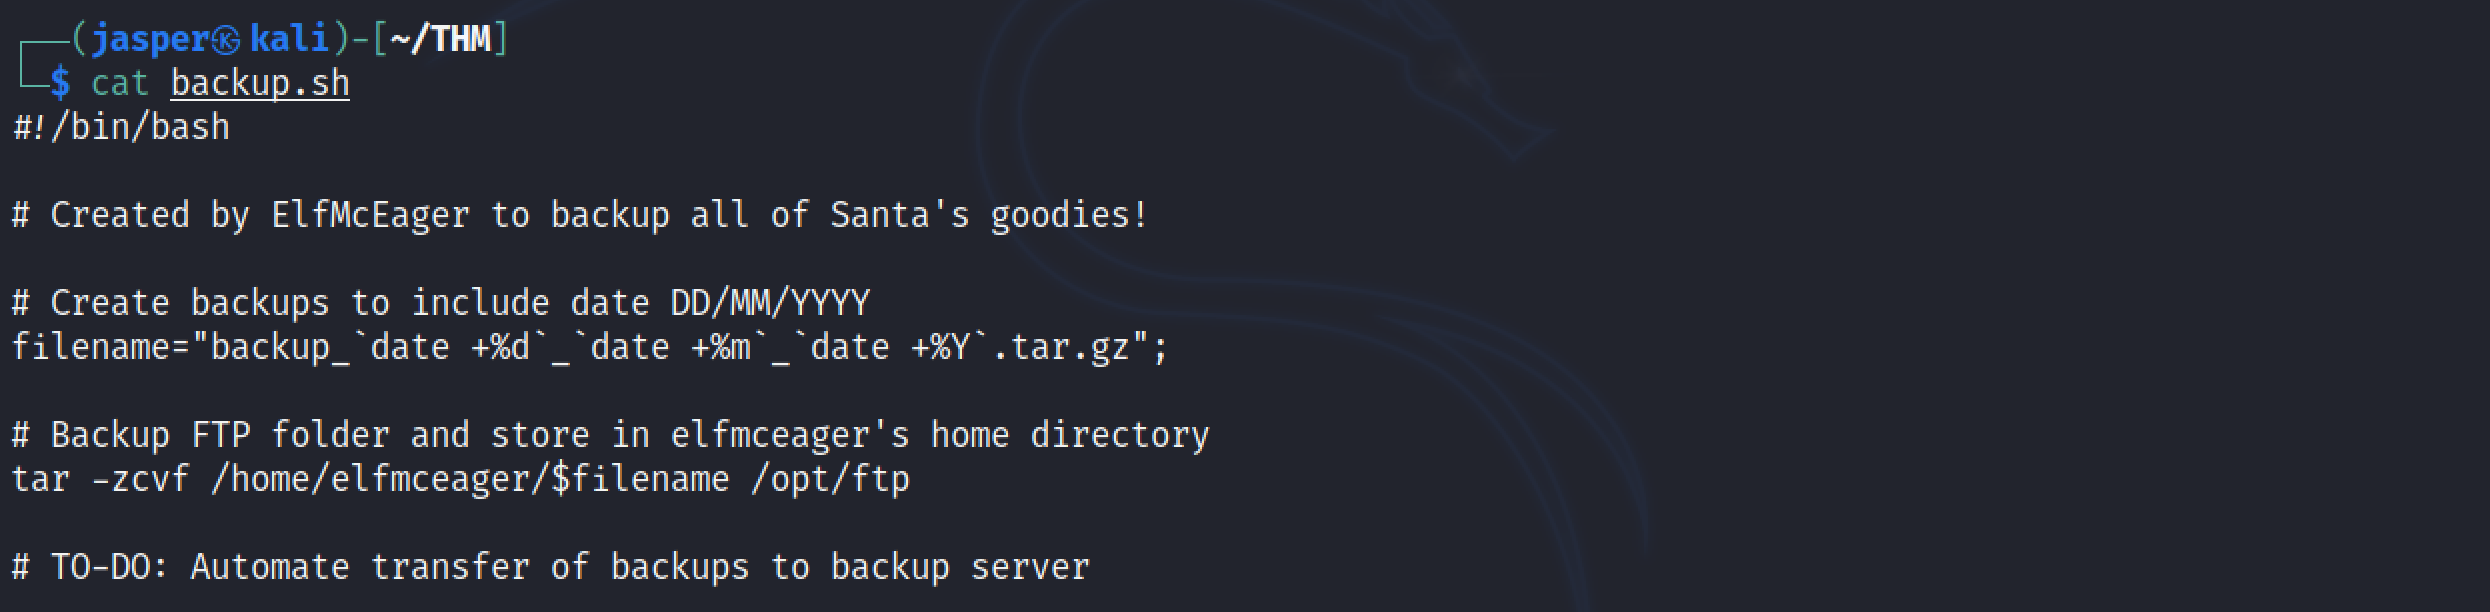 ┌──(jasper㉿kali)-[~/THM]
└─$ cat backup.sh
#!/bin/bash

# Created by ElfMcEager to backup all of Santa's goodies!

# Create backups to include date DD/MM/YYYY
filename="backup_`date +%d`_`date +%m`_`date +%Y`.tar.gz";

# Backup FTP folder and store in elfmceager's home directory
tar -zcvf /home/elfmceager/$filename /opt/ftp

# TO-DO: Automate transfer of backups to backup server